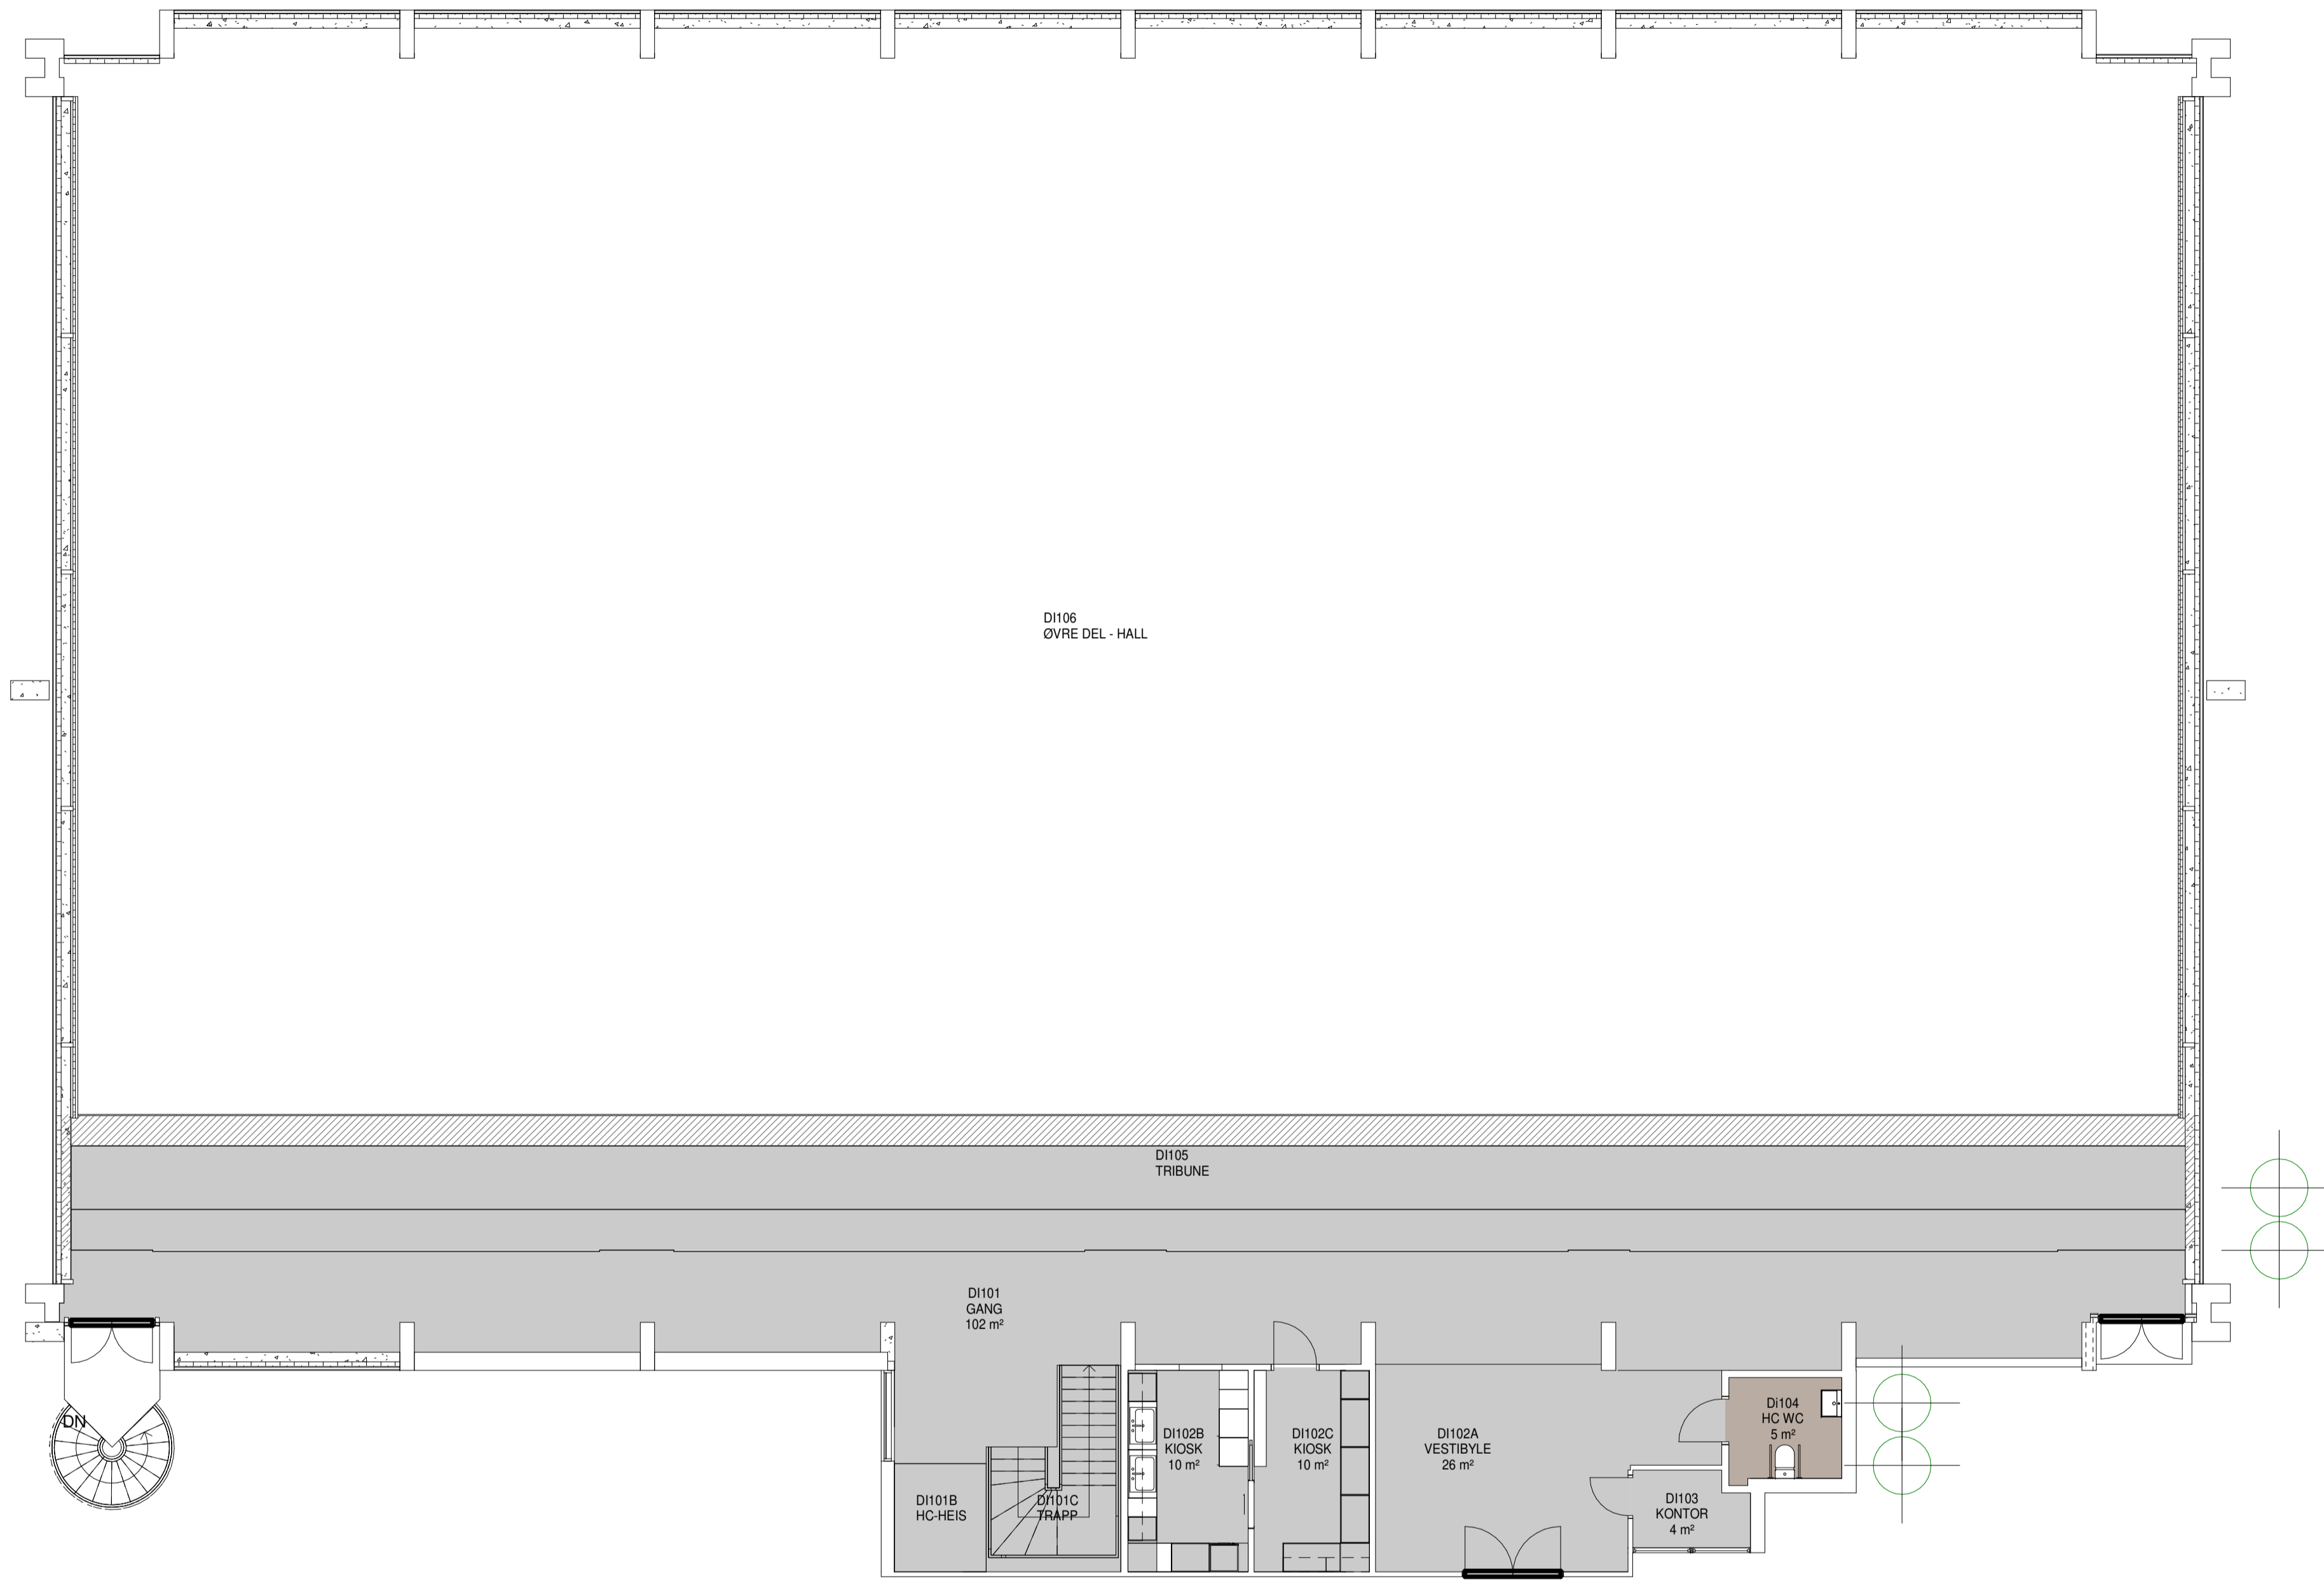 DI106
ØVRE DEL - HALL
DI105
TRIBUNE
DI101
GANG
102 m²
DN
DI101B
HC-HEIS
DI101C
TRAPP
DI102B
KIOSK
10 m²
DI102C
KIOSK
10 m²
DI102A
VESTIBYLE
26 m²
DI103
KONTOR
4 m²
Di104
HC WC
5 m²